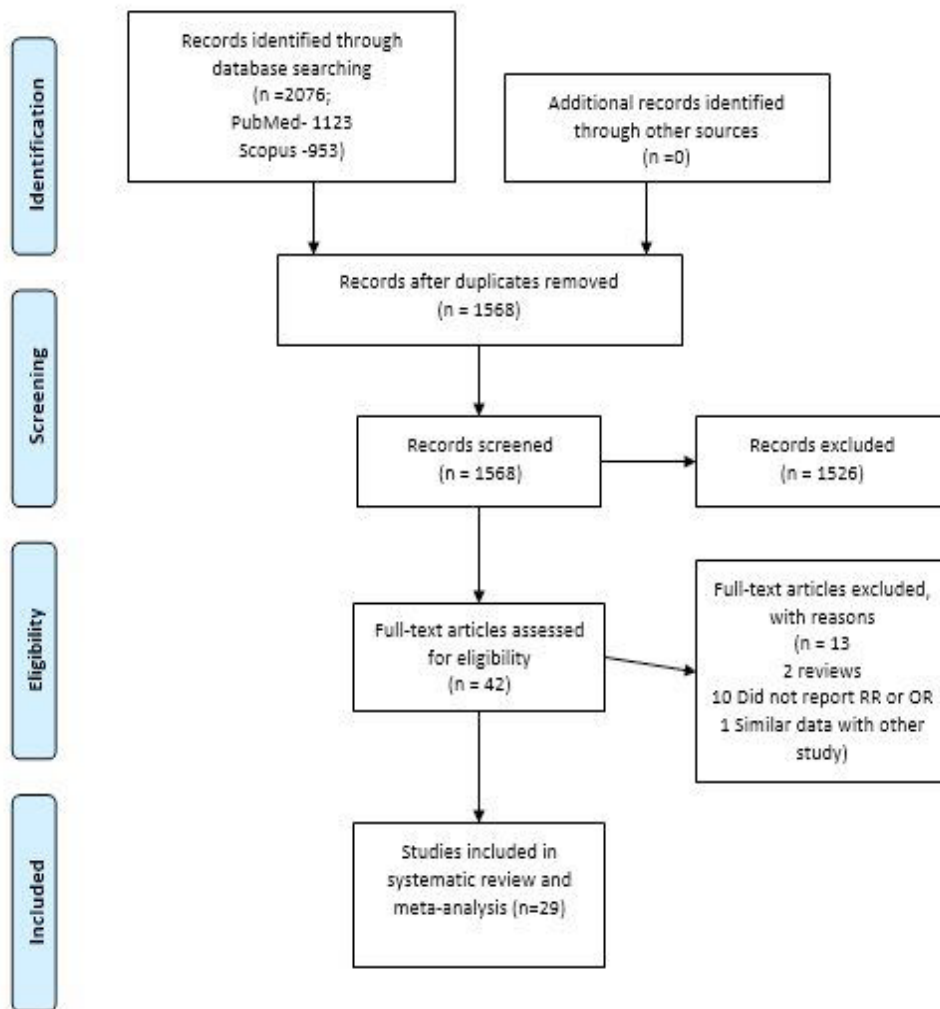 Identification
Records identified through
database searching
(n =2076;
PubMed- 1123
Scopus -953)
Additional records identified
through other sources
(n =0)
Screening
Records after duplicates removed
(n = 1568)
Records screened
(n = 1568)
Records excluded
(n = 1526)
Eligibility
Full-text articles assessed
for eligibility
(n = 42)
Full-text articles excluded,
with reasons
(n = 13
2 reviews
10 Did not report RR or OR
1 Similar data with other
study)
Included
Studies included in
systematic review and
meta-analysis (n=29)